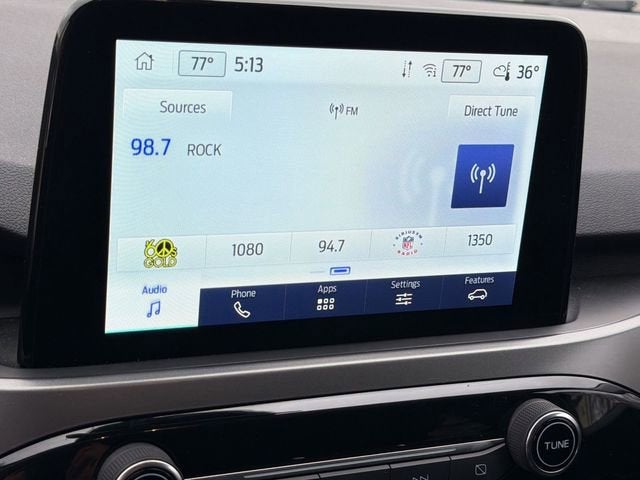 77° 5:13 77° 36°
Sources FM Direct Tune
98.7 ROCK
60s GOLD 1080 94.7 SIRIUSXM NFL RADIO 1350
Audio Phone Apps Settings Features
TUNE